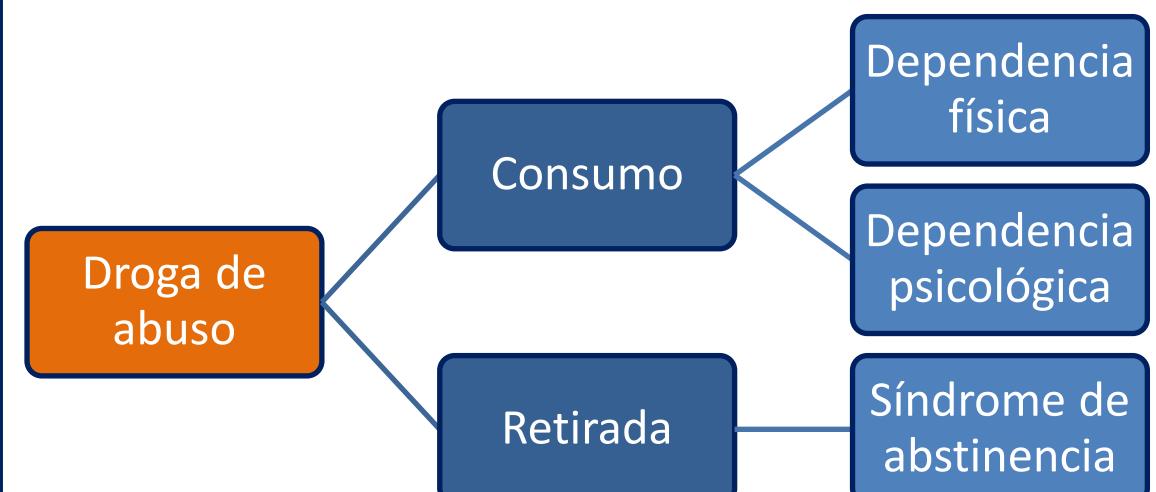 Droga de
abuso
Consumo
Dependencia
física
Dependencia
psicológica
Retirada
Síndrome de
abstinencia